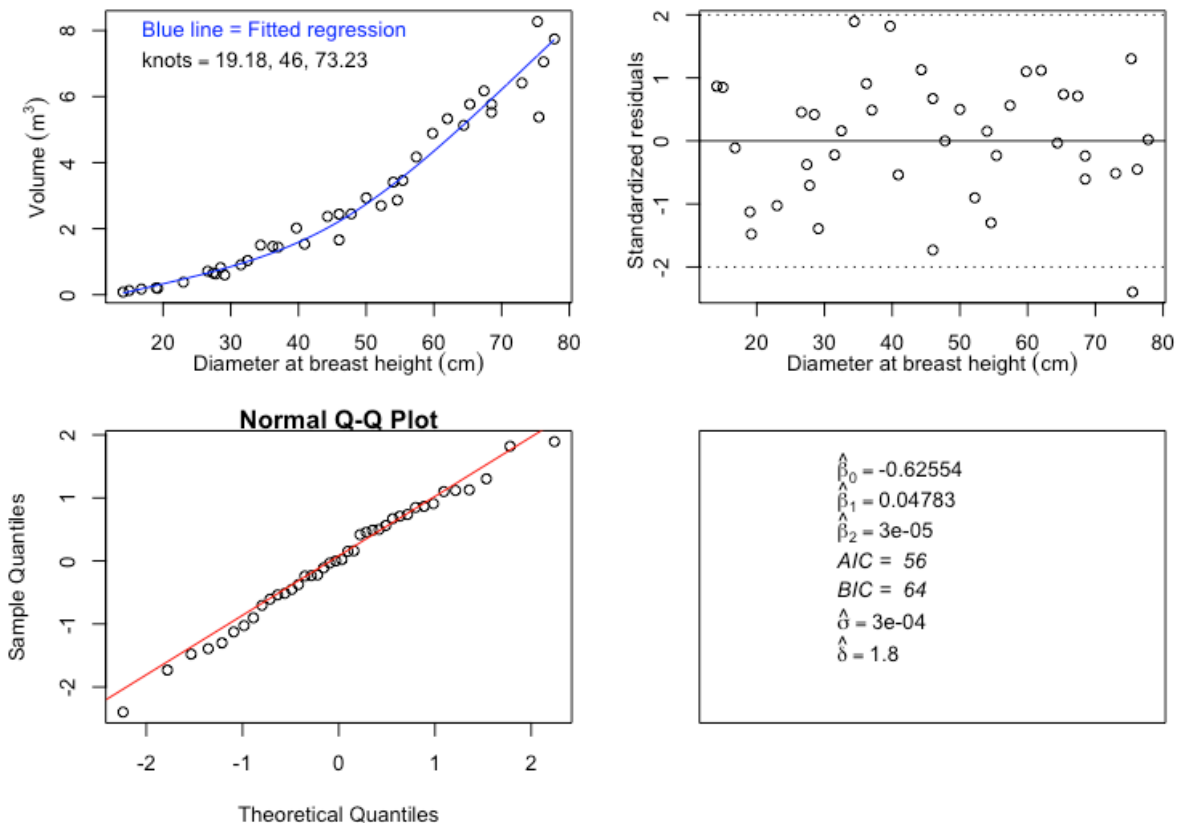 Blue line = Fitted regression
knots = 19.18, 46, 73.23
Volume (m³)
0
2
4
6
8
20 30 40 50 60 70 80
Diameter at breast height (cm)
Standardized residuals
-2
-1
0
1
2
20 30 40 50 60 70 80
Diameter at breast height (cm)
Normal Q-Q Plot
Sample Quantiles
-2
-1
0
1
2
-2 -1 0 1 2
Theoretical Quantiles
β̂₀ = -0.62554
β̂₁ = 0.04783
β̂₂ = 3e-05
AIC = 56
BIC = 64
σ̂ = 3e-04
δ̂ = 1.8